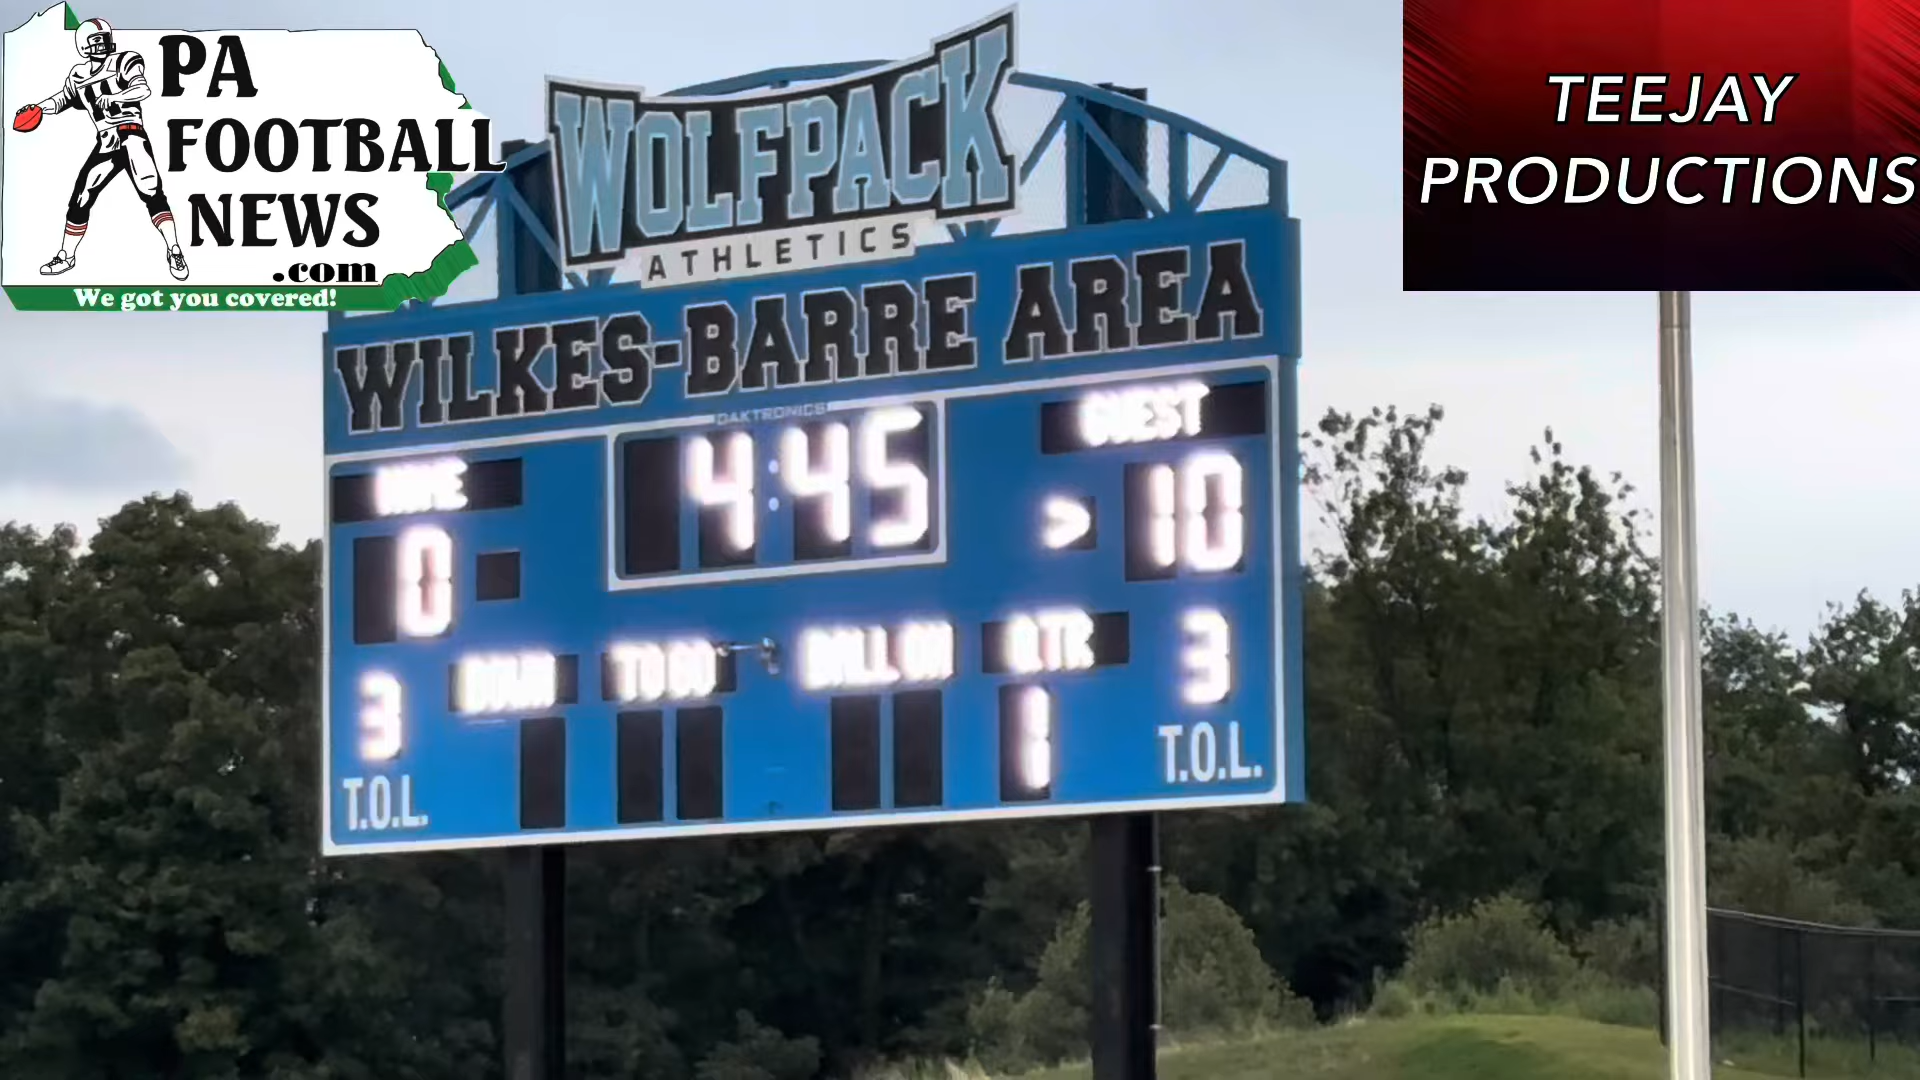 PA
FOOTBALL
NEWS
.com
We got you covered!
TEEJAY
PRODUCTIONS
WOLFPACK
ATHLETICS
WILKES-BARRE AREA
DAKTRONICS
HOME
4:45
GUEST
0
> 10
DOWN
TO GO
BALL ON
QTR
3
1
3
T.O.L.
T.O.L.